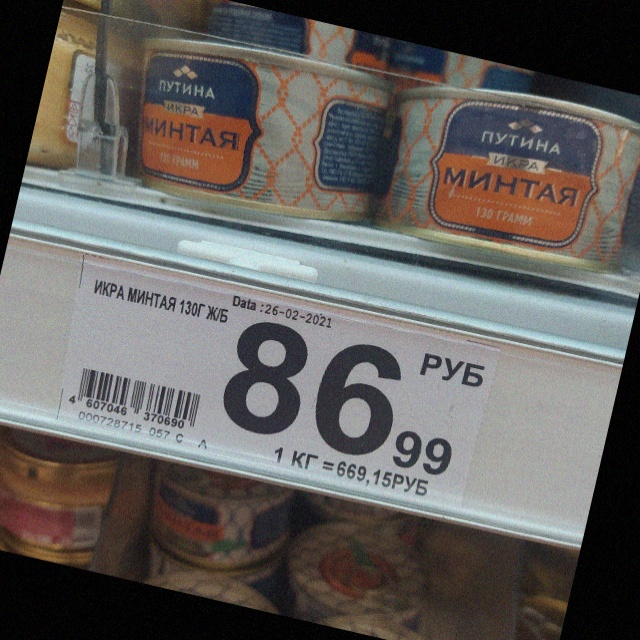 ПУТИНА
ИКРА
МИНТАЯ
130 ГРАММ
ПУТИНА
ИКРА
МИНТАЯ
130 ГРАММ
ИКРА МИНТАЯ 130Г Ж/Б
Data :26-02-2021
86 99 РУБ
4 607046 370690
000728715 057 C A
1 КГ =669,15РУБ